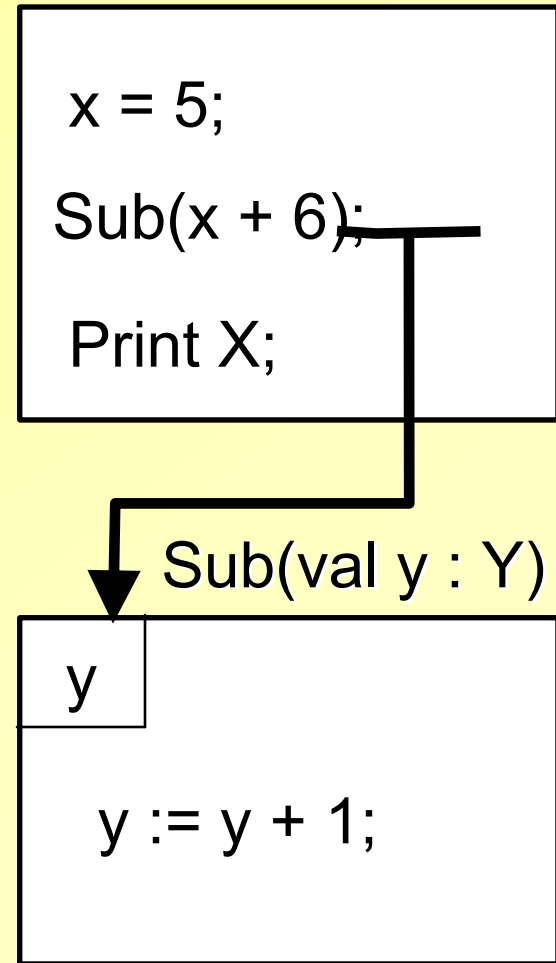 x = 5;
Sub(x + 6);
Print X;
Sub(val y : Y)
y
y := y + 1;